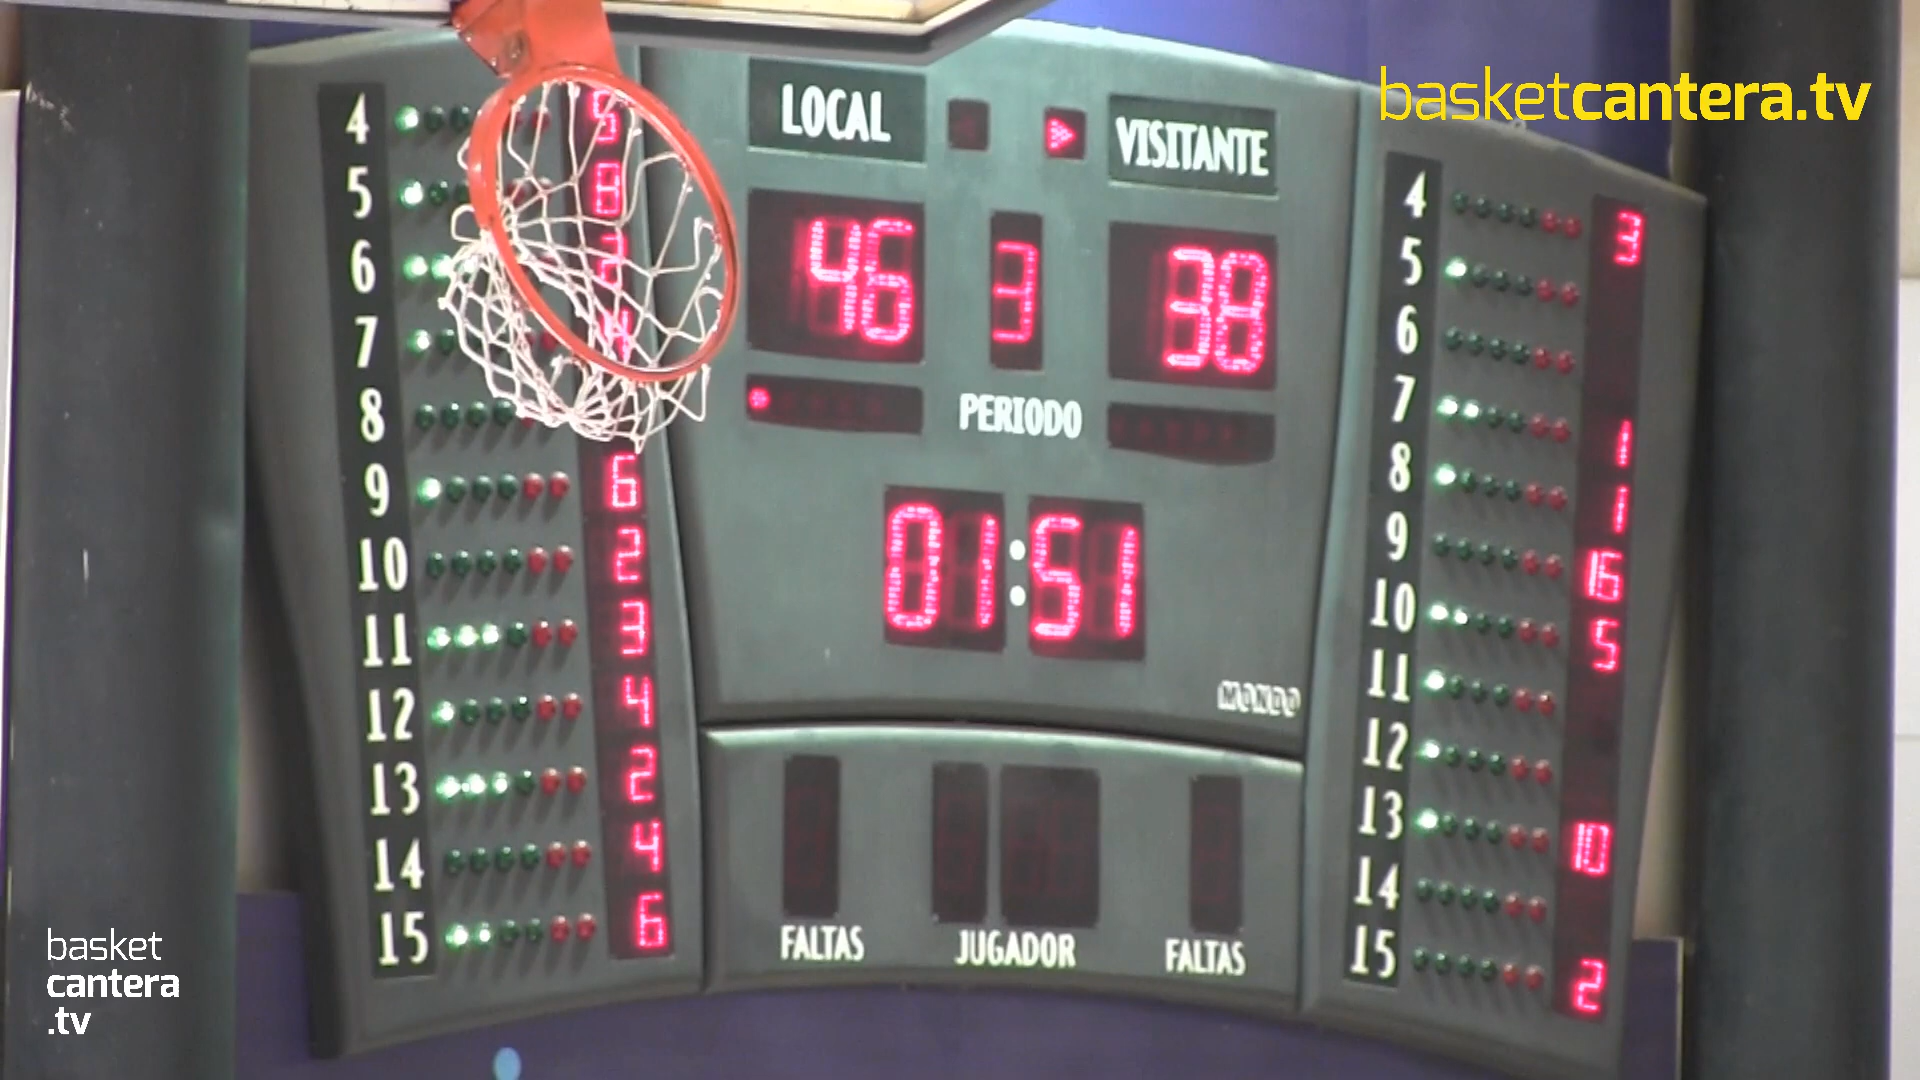 basketcantera.tv
LOCAL
VISITANTE
46 3 38
PERIODO
01:51
MONDO
FALTAS JUGADOR FALTAS
4
5
6
7
8
9 6
10 2
11 3
12 4
13 2
14 4
15 6
4 3
5
6
7 1
8 1
9 16
10 5
11
12
13 10
14
15 2
basket
cantera
.tv